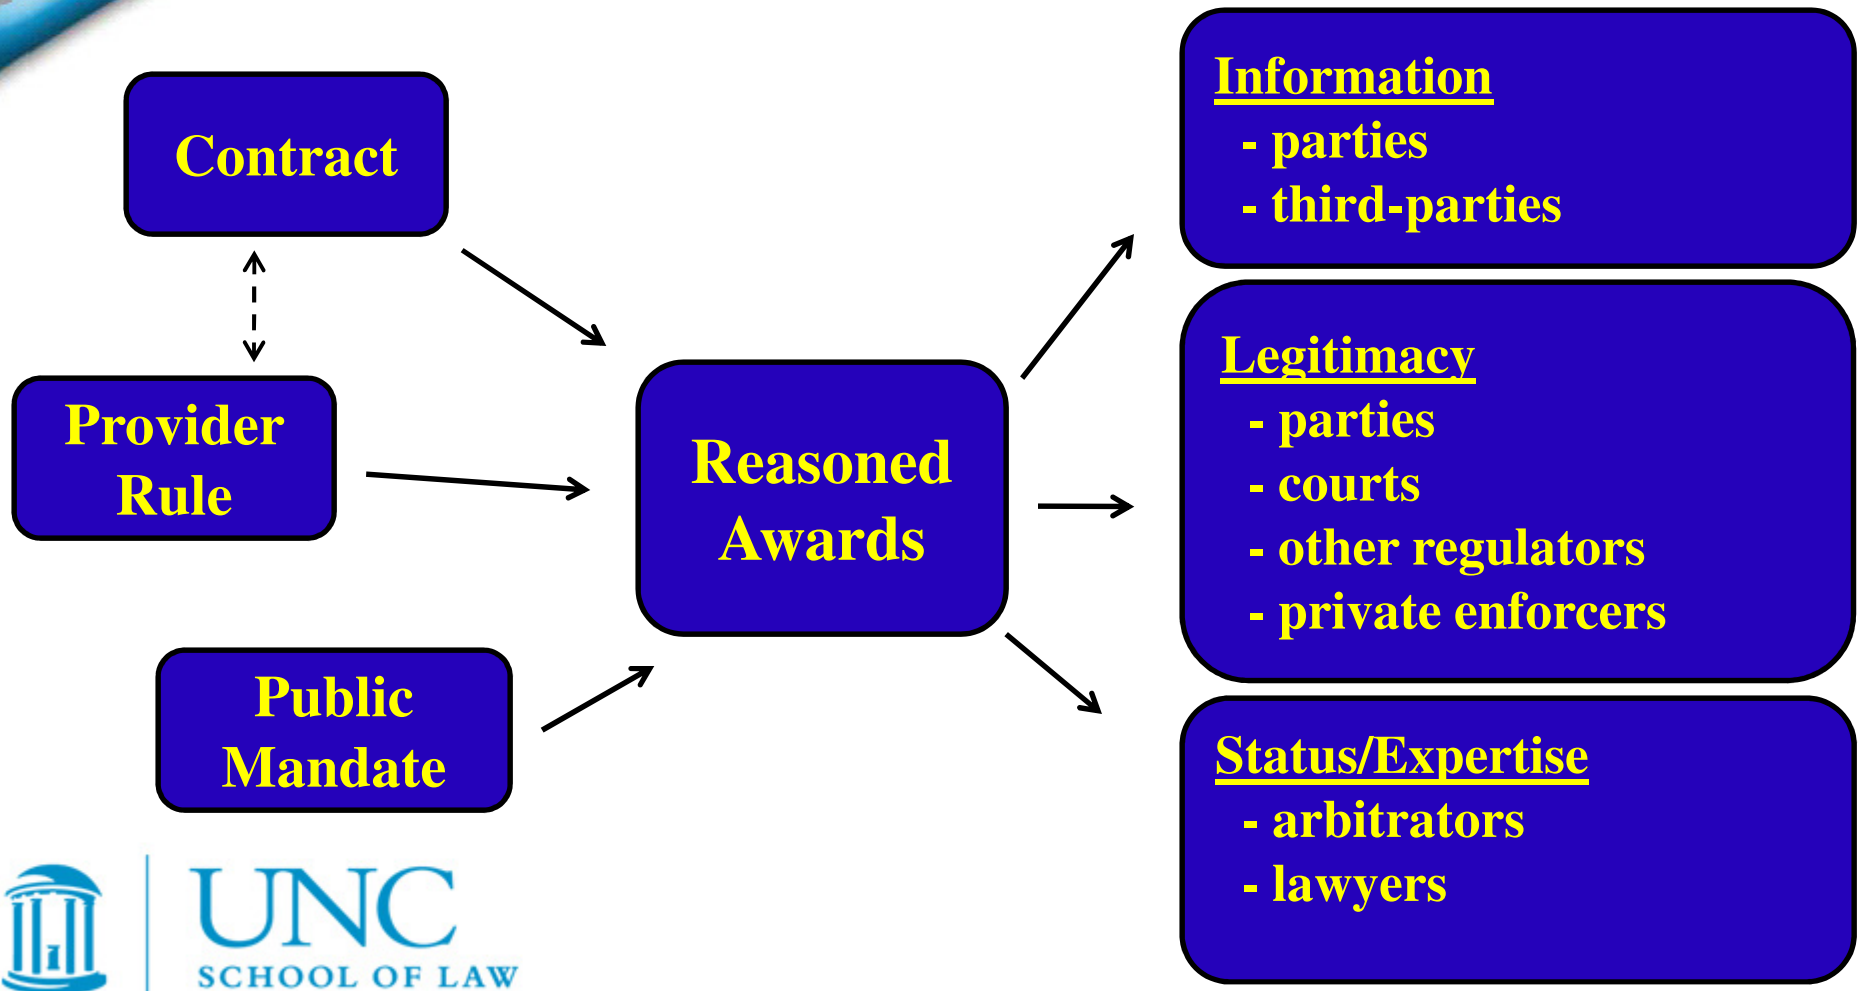 Contract
Provider
Rule
Public
Mandate
Reasoned
Awards
Information
- parties
- third-parties
Legitimacy
- parties
- courts
- other regulators
- private enforcers
Status/Expertise
- arbitrators
- lawyers
UNC
SCHOOL OF LAW